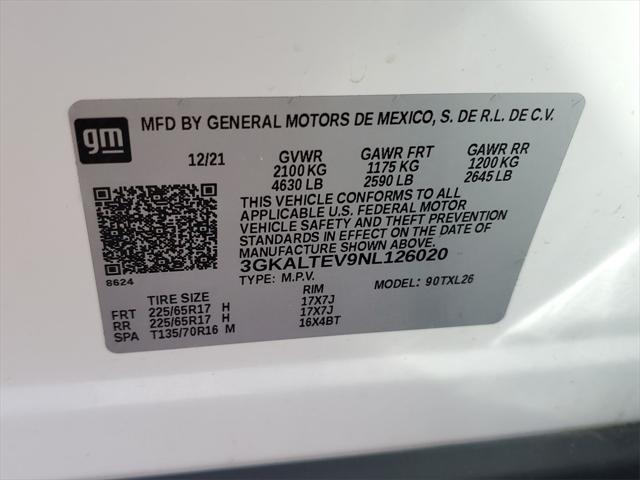 gm
MFD BY GENERAL MOTORS DE MEXICO, S. DE R.L. DE C.V.
12/21 GVWR GAWR FRT GAWR RR
2100 KG 1175 KG 1200 KG
4630 LB 2590 LB 2645 LB
THIS VEHICLE CONFORMS TO ALL
APPLICABLE U.S. FEDERAL MOTOR
VEHICLE SAFETY AND THEFT PREVENTION
STANDARDS IN EFFECT ON THE DATE OF
MANUFACTURE SHOWN ABOVE.
3GKALTEV9NL126020
8624 TYPE: M.P.V. MODEL: 90TXL26
TIRE SIZE RIM
FRT 225/65R17 H 17X7J
RR 225/65R17 H 17X7J
SPA T135/70R16 M 16X4BT